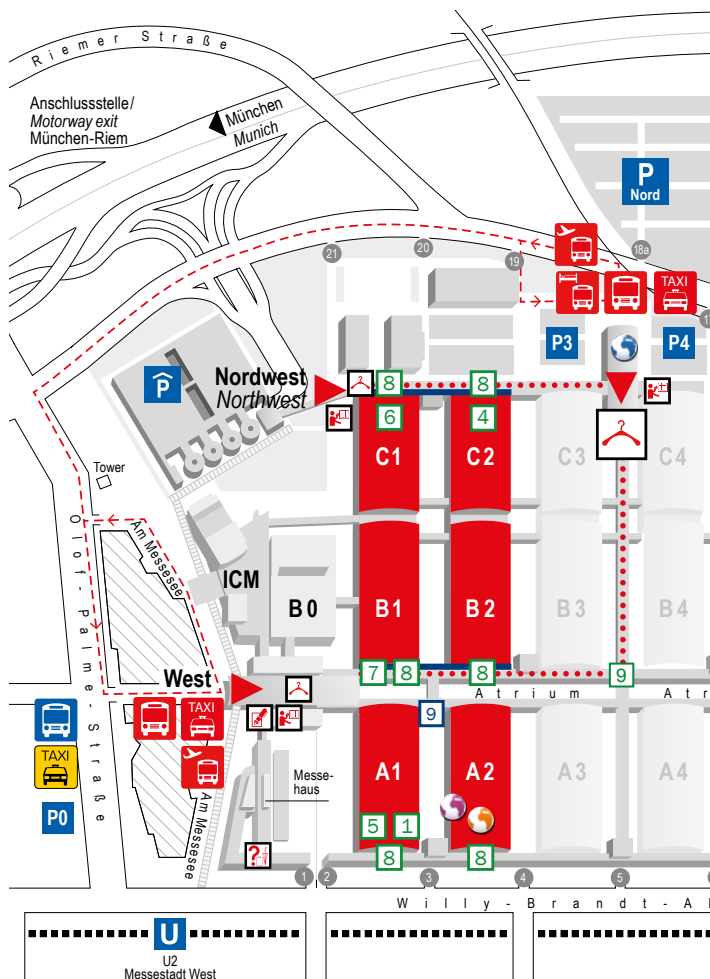 Riemer Straße
Anschlussstelle/
Motorway exit
München-Riem
München
Munich
P
Nord
21
20
19
18a
TAXI
1
P3
P4
P
Nordwest
Northwest
8
8
6
4
C1
C2
C3
C4
Tower
Am Messesee
Olof-Palme-Straße
ICM
B0
B1
B2
B3
B4
West
7
8
8
9
Atrium
Atr
9
TAXI
TAXI
P0
Am Messesee
Messe-
haus
A1
A2
A3
A4
5
1
?
8
8
1
2
3
4
5
Willy-Brandt-Al
U
U2
Messestadt West